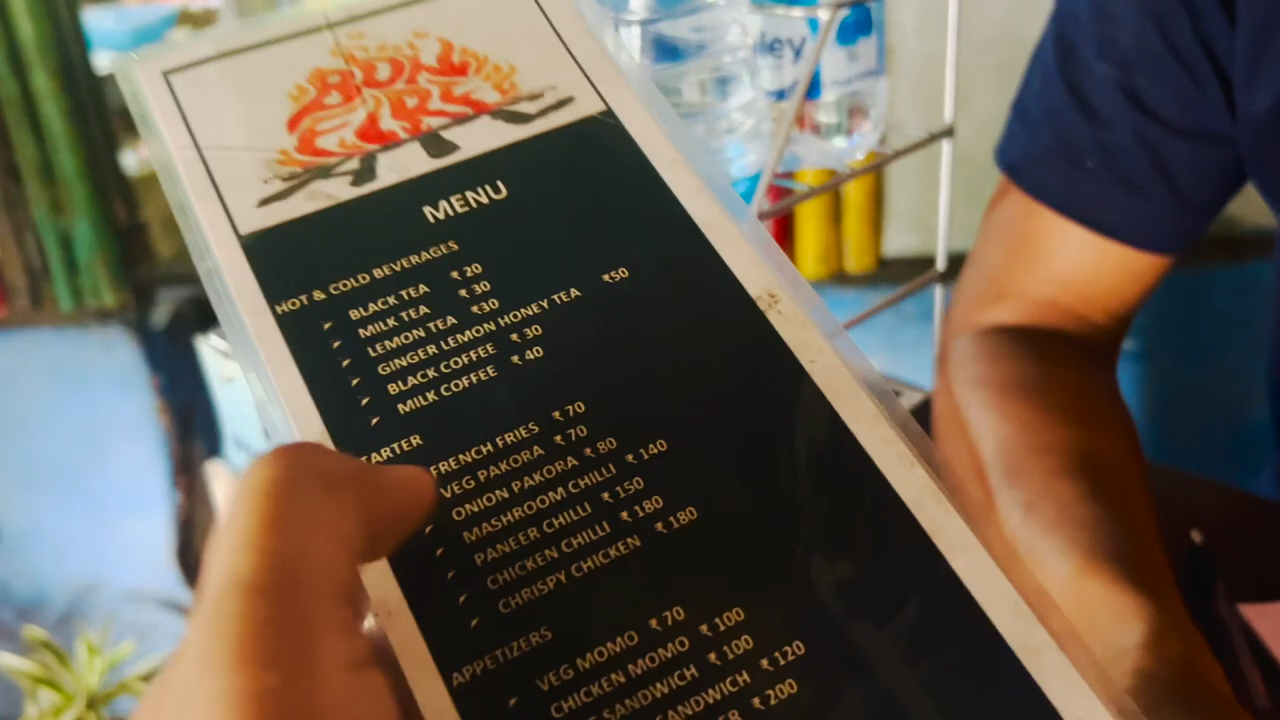 BON
FIRE
ley
MENU
HOT & COLD BEVERAGES
BLACK TEA ₹ 20
MILK TEA ₹ 30
LEMON TEA ₹30
GINGER LEMON HONEY TEA ₹50
BLACK COFFEE ₹ 30
MILK COFFEE ₹ 40
TARTER
FRENCH FRIES ₹ 70
VEG PAKORA ₹ 70
ONION PAKORA ₹ 80
MASHROOM CHILLI ₹ 140
PANEER CHILLI ₹ 150
CHICKEN CHILLI ₹ 180
CHRISPY CHICKEN ₹ 180
APPETIZERS
VEG MOMO ₹ 70
CHICKEN MOMO ₹ 100
SANDWICH ₹ 100
SANDWICH ₹ 120
₹ 200